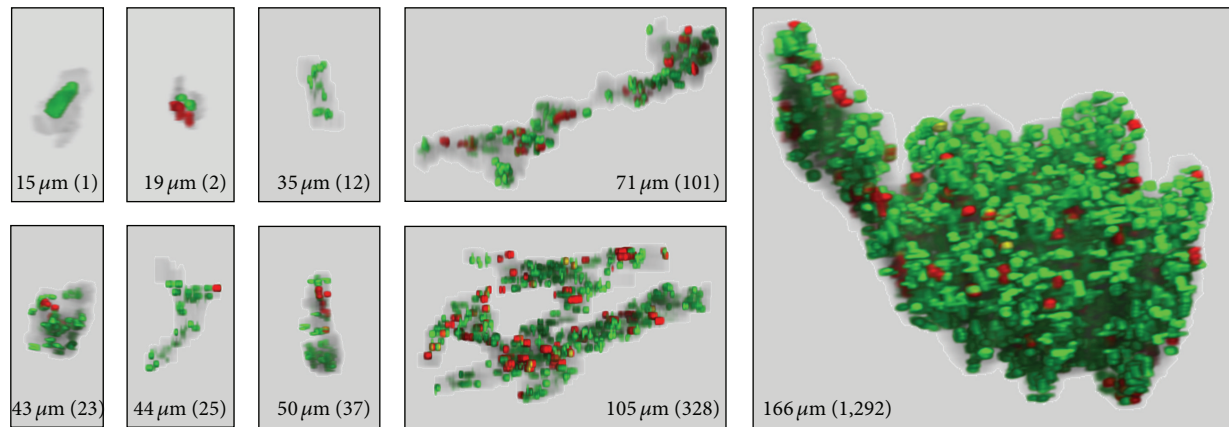 15 μm (1)
19 μm (2)
35 μm (12)
71 μm (101)
43 μm (23)
44 μm (25)
50 μm (37)
105 μm (328)
166 μm (1,292)